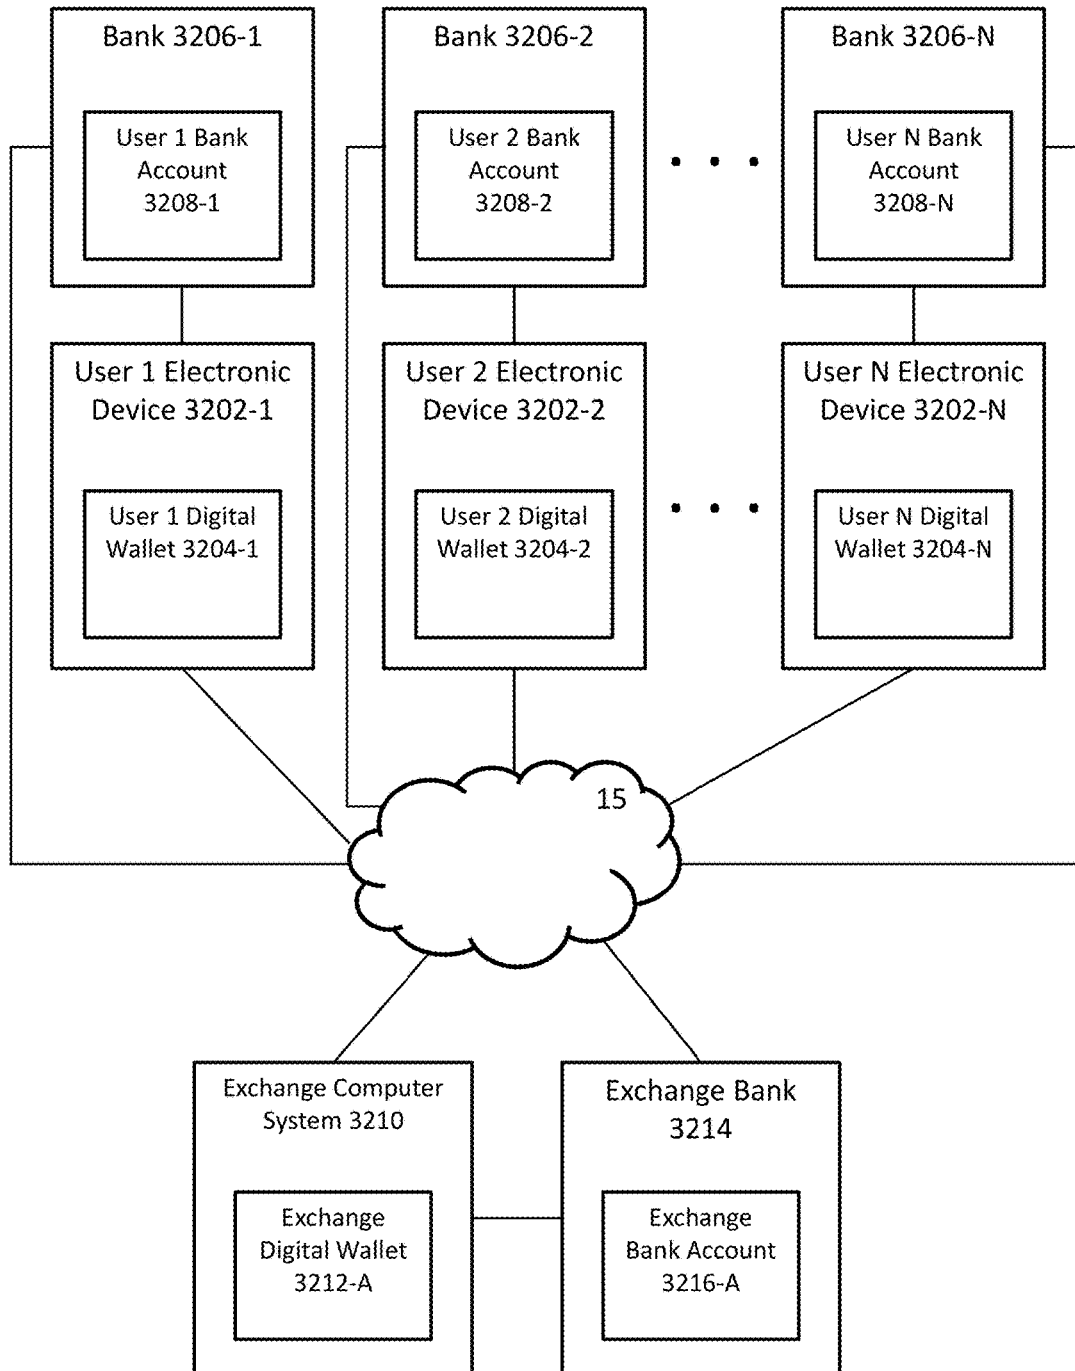 Bank 3206-1
Bank 3206-2
Bank 3206-N
User 1 Bank
Account
3208-1
User 2 Bank
Account
3208-2
User N Bank
Account
3208-N
User 1 Electronic
Device 3202-1
User 2 Electronic
Device 3202-2
User N Electronic
Device 3202-N
User 1 Digital
Wallet 3204-1
User 2 Digital
Wallet 3204-2
User N Digital
Wallet 3204-N
15
Exchange Computer
System 3210
Exchange Bank
3214
Exchange
Digital Wallet
3212-A
Exchange
Bank Account
3216-A